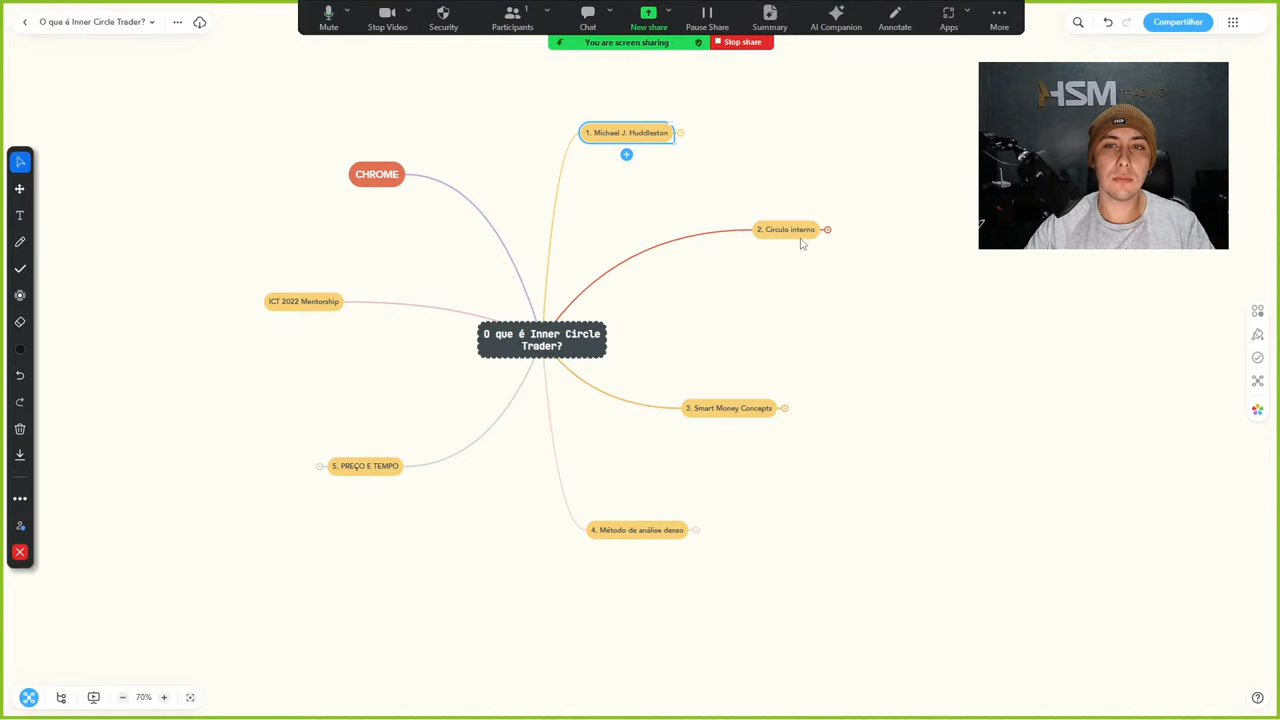 O que é Inner Circle Trader?
Mute
Stop Video
Security
Participants
1
Chat
New share
Pause Share
Summary
AI Companion
Annotate
Apps
More
You are screen sharing
Stop share
Compartilhar
HSM
TRADING
1. Michael J. Huddleston
CHROME
2. Circulo interno
ICT 2022 Mentorship
O que é Inner Circle
Trader?
3. Smart Money Concepts
5. PREÇO E TEMPO
4. Método de análise denso
70%